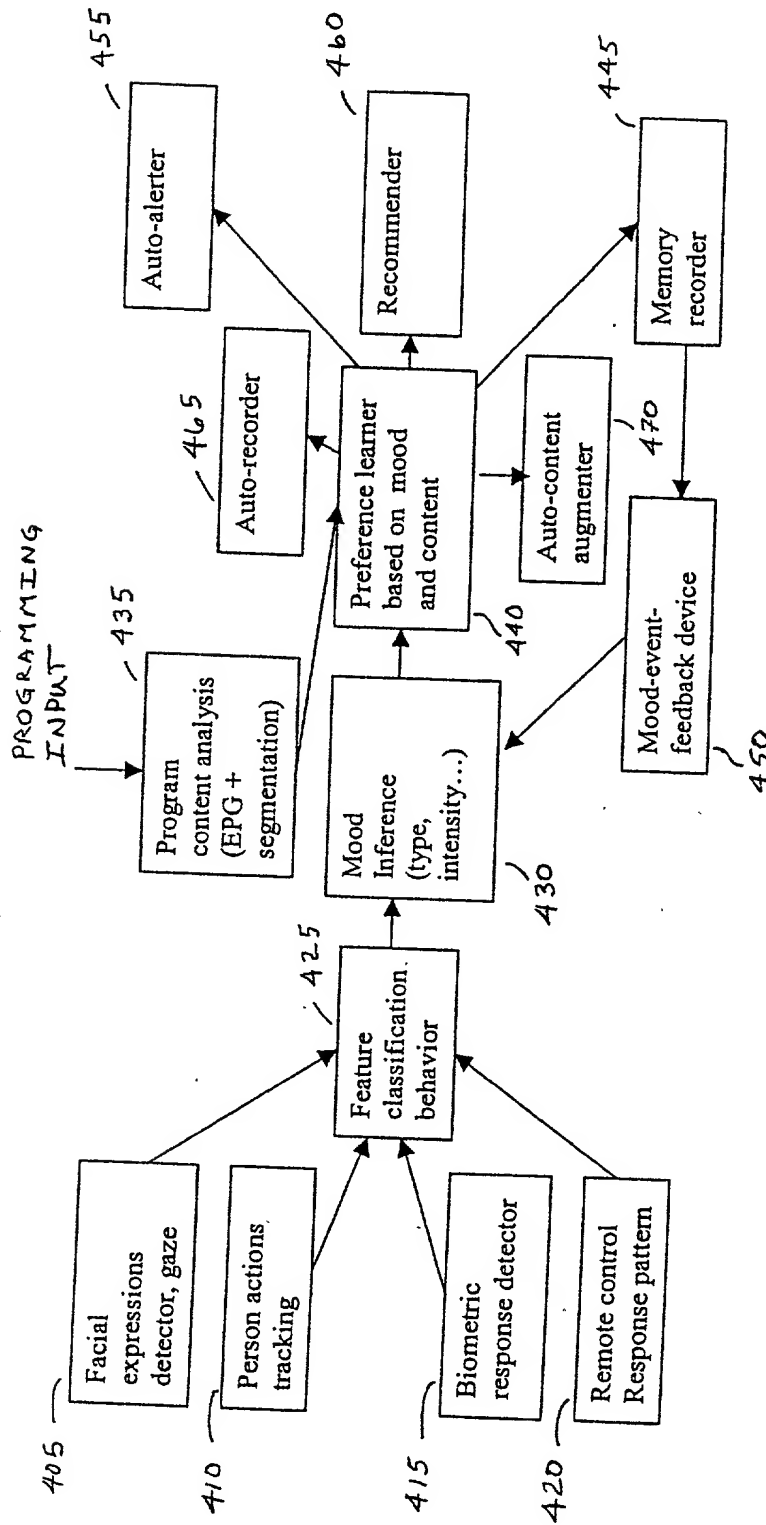 PROGRAMMING
INPUT
405
Facial
expressions
detector, gaze
410
Person actions
tracking
415
Biometric
response detector
420
Remote control
Response pattern
425
Feature
classification.
behavior
435
Program
content analysis
(EPG +
segmentation)
430
Mood
Inference
(type,
intensity...)
465
Auto-recorder
440
Preference learner
based on mood
and content
470
Auto-content
augmenter
450
Mood-event-
feedback device
455
Auto-alerter
460
Recommender
445
Memory
recorder